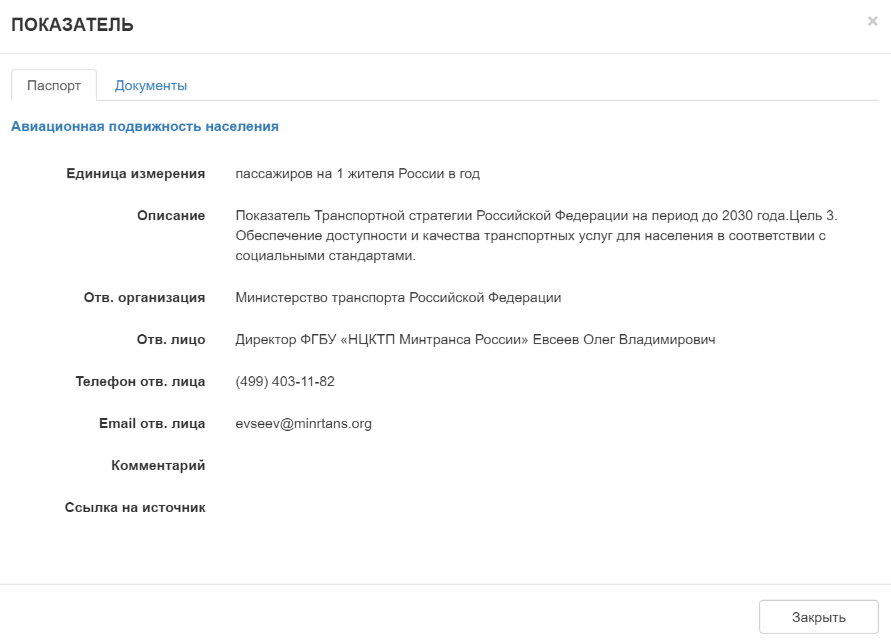 ПОКАЗАТЕЛЬ ×
Паспорт Документы
Авиационная подвижность населения
Единица измерения пассажиров на 1 жителя России в год
Описание Показатель Транспортной стратегии Российской Федерации на период до 2030 года.Цель 3.
Обеспечение доступности и качества транспортных услуг для населения в соответствии с
социальными стандартами.
Отв. организация Министерство транспорта Российской Федерации
Отв. лицо Директор ФГБУ «НЦКТП Минтранса России» Евсеев Олег Владимирович
Телефон отв. лица (499) 403-11-82
Email отв. лица evseev@minrtans.org
Комментарий
Ссылка на источник
Закрыть